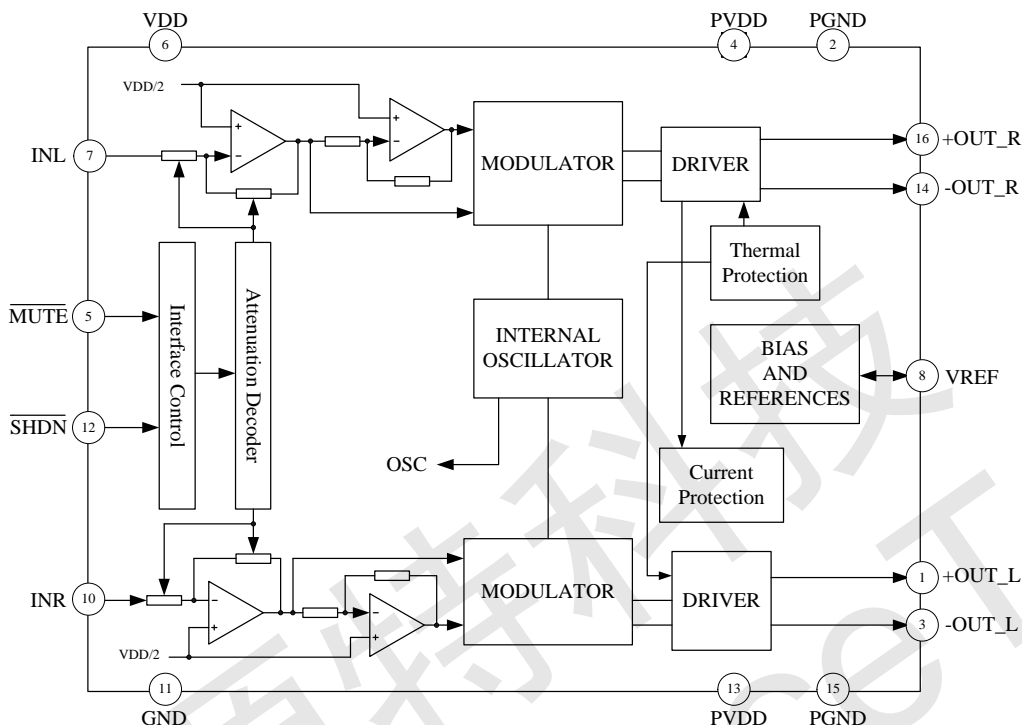 VDD
PVDD
PGND
6
4
2
VDD/2
+
−
+
−
INL
7
MODULATOR
DRIVER
16
+OUT_R
14
-OUT_R
Thermal
Protection
MUTE
5
SHDN
12
Interface Control
Attenuation Decoder
INTERNAL
OSCILLATOR
BIAS
AND
REFERENCES
8
VREF
OSC
Current
Protection
INR
10
−
+
−
+
VDD/2
MODULATOR
DRIVER
1
+OUT_L
3
-OUT_L
11
13
15
GND
PVDD
PGND
科技